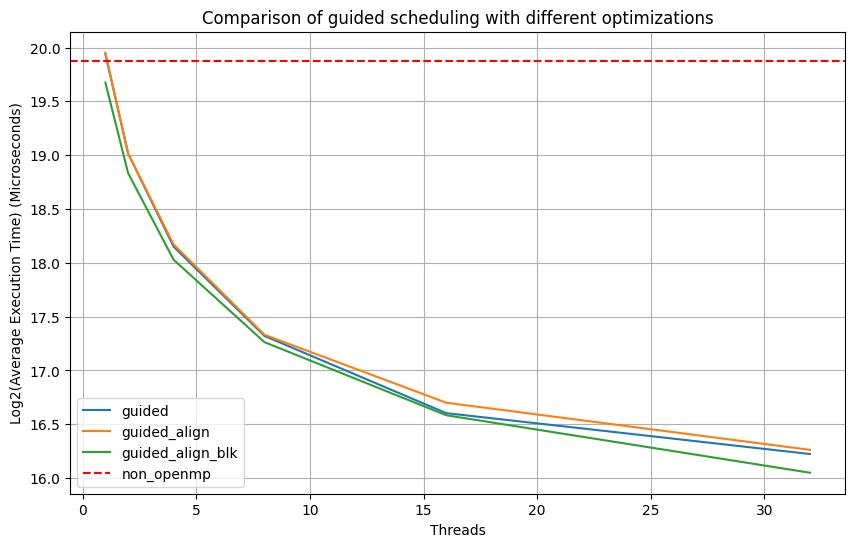 Comparison of guided scheduling with different optimizations
Log2(Average Execution Time) (Microseconds)
20.0
19.5
19.0
18.5
18.0
17.5
17.0
16.5
16.0
guided
guided_align
guided_align_blk
non_openmp
0 5 10 15 20 25 30
Threads